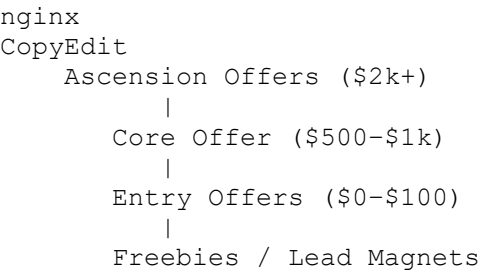 nginx
CopyEdit
Ascension Offers ($2k+)
|
Core Offer ($500–$1k)
|
Entry Offers ($0–$100)
|
Freebies / Lead Magnets